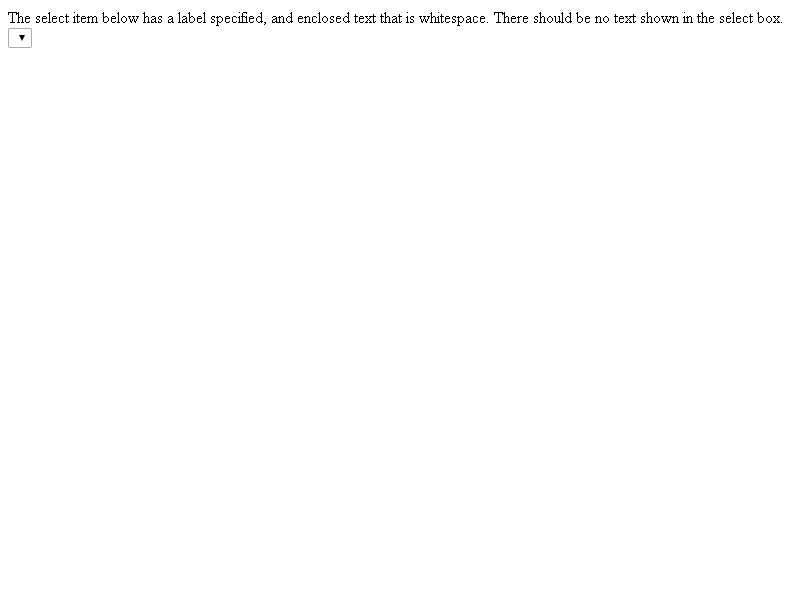 The select item below has a label specified, and enclosed text that is whitespace. There should be no text shown in the select box.